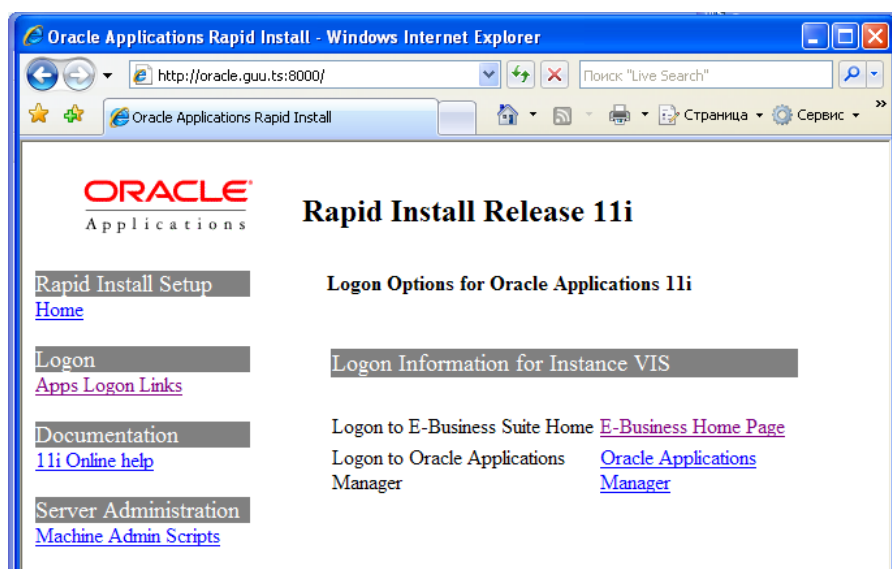 Oracle Applications Rapid Install - Windows Internet Explorer
http://oracle.guu.ts:8000/
Поиск "Live Search"
Oracle Applications Rapid Install
Страница
Сервис
»
ORACLE
Applications
Rapid Install Release 11i
Rapid Install Setup
Home
Logon
Apps Logon Links
Documentation
11i Online help
Server Administration
Machine Admin Scripts
Logon Options for Oracle Applications 11i
Logon Information for Instance VIS
Logon to E-Business Suite Home E-Business Home Page
Logon to Oracle Applications Manager
Oracle Applications Manager